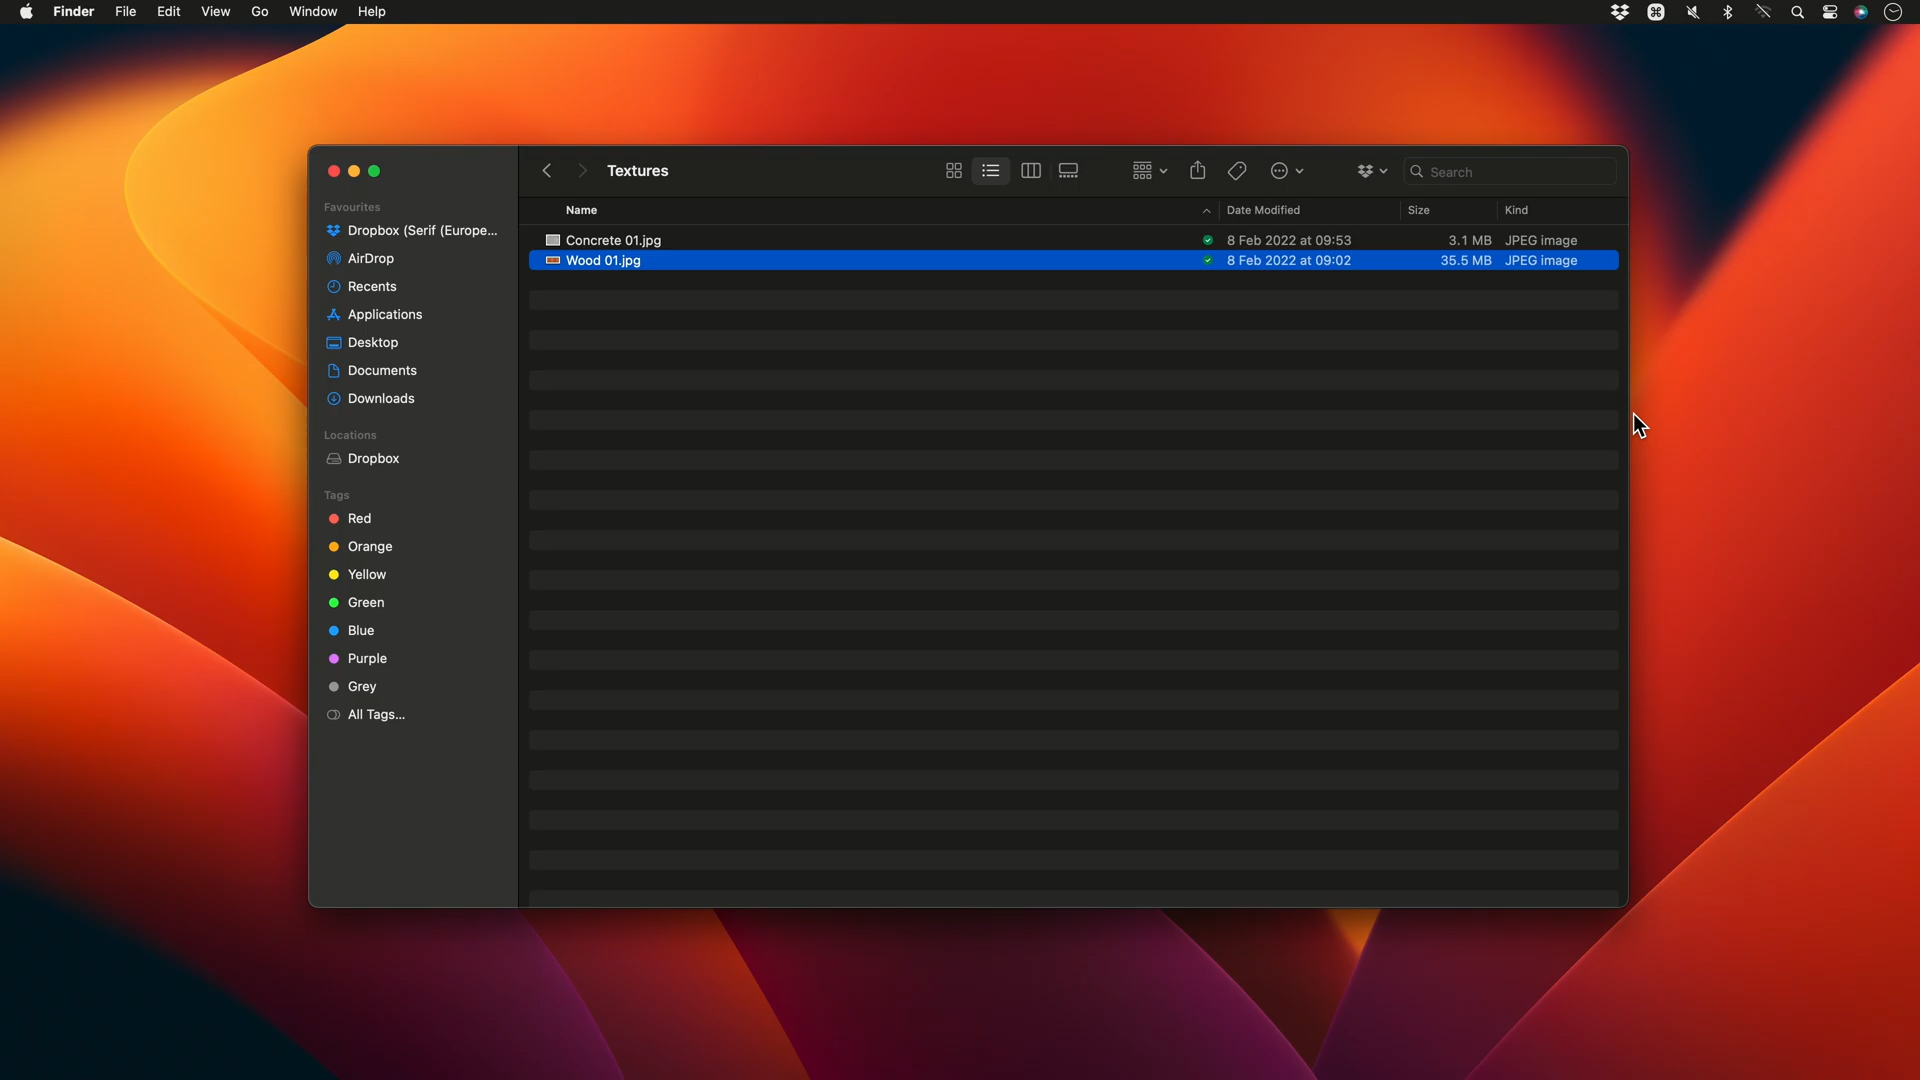 Finder File Edit View Go Window Help
Textures
Search
Favourites
Dropbox (Serif (Europe...
AirDrop
Recents
Applications
Desktop
Documents
Downloads
Locations
Dropbox
Tags
Red
Orange
Yellow
Green
Blue
Purple
Grey
All Tags...
Name Date Modified Size Kind
Concrete 01.jpg 8 Feb 2022 at 09:53 3.1 MB JPEG image
Wood 01.jpg 8 Feb 2022 at 09:02 35.5 MB JPEG image